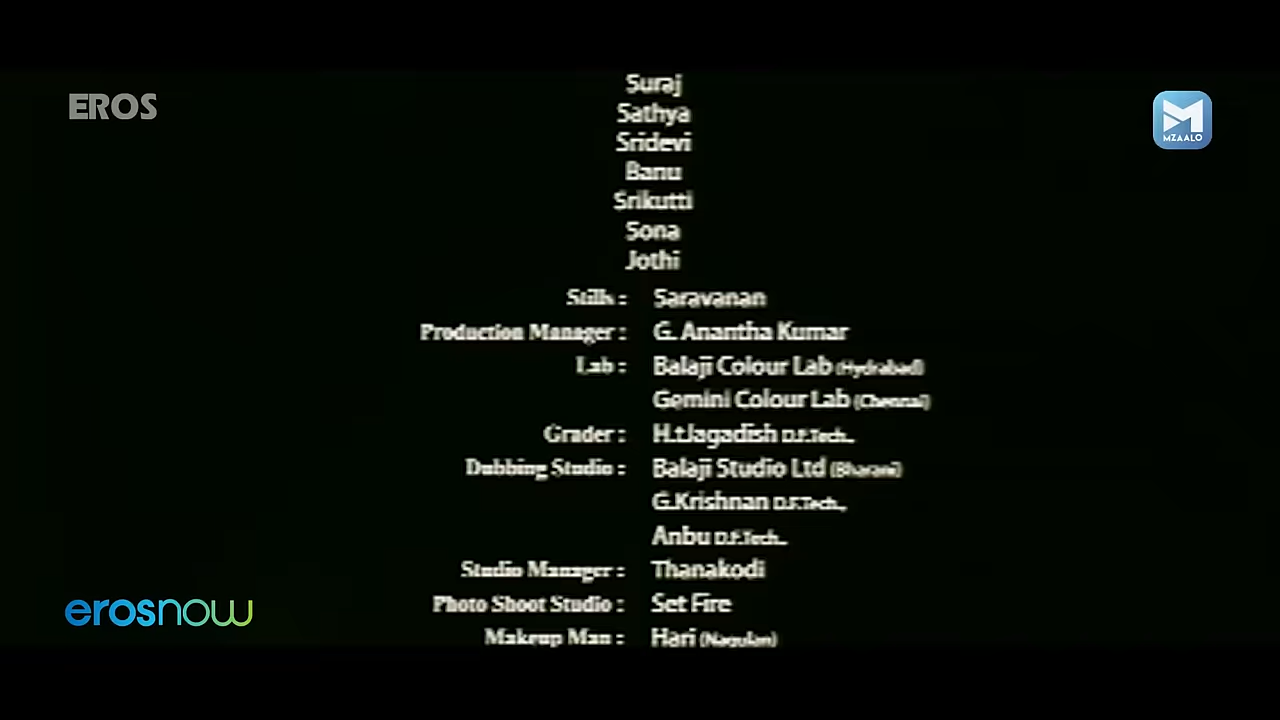 Suraj
EROS
MZAALO
Sathya
Sridevi
Banu
Srikutti
Sona
Jothi
Stills : Saravanan
Production Manager : G. Anantha Kumar
Lab : Balaji Colour Lab (Hydrabad)
Gemini Colour Lab (Chennai)
Grader : H.t.Jagadish D.F.Tech..
Dubbing Studio : Balaji Studio Ltd (Bharani)
G.Krishnan D.F.Tech..
Anbu D.F.Tech..
Studio Manager : Thanakodi
Photo Shoot Studio : Set Fire
erosnow
Makeup Man : Hari (Nagulan)